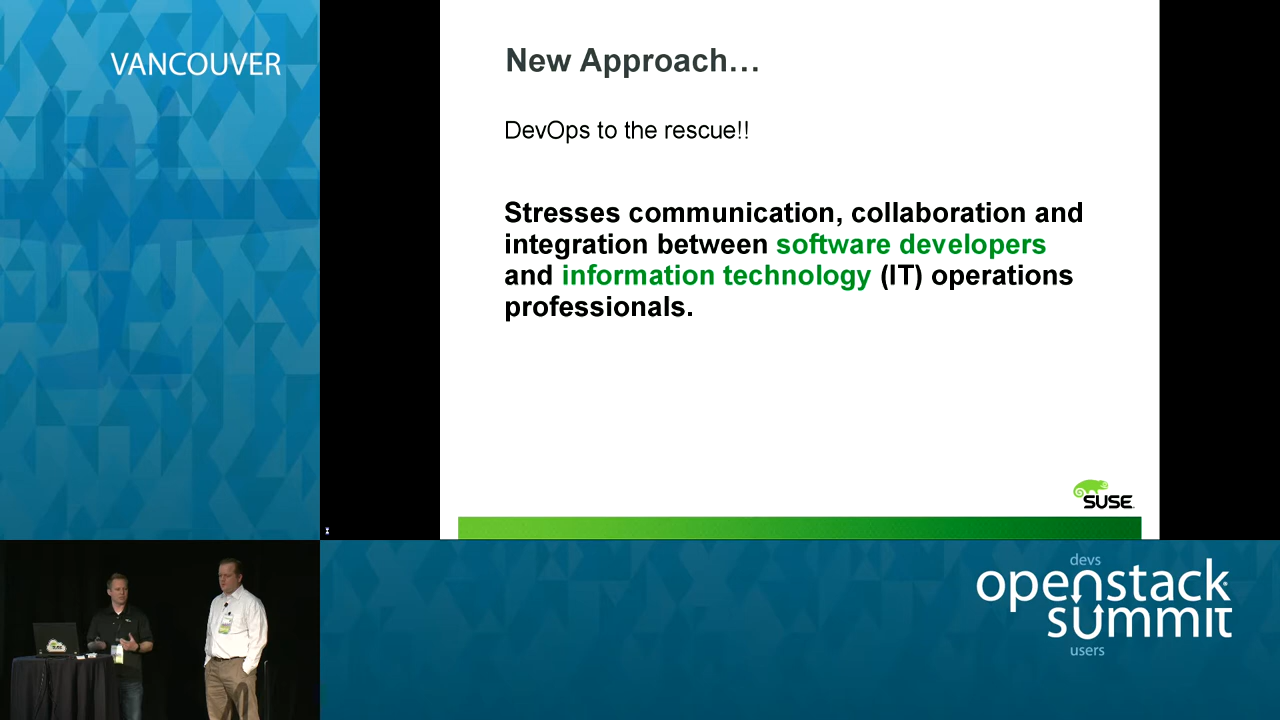 VANCOUVER
New Approach…
DevOps to the rescue!!
Stresses communication, collaboration and
integration between software developers
and information technology (IT) operations
professionals.
SUSE
SUSE
devs
openstack
summit
users